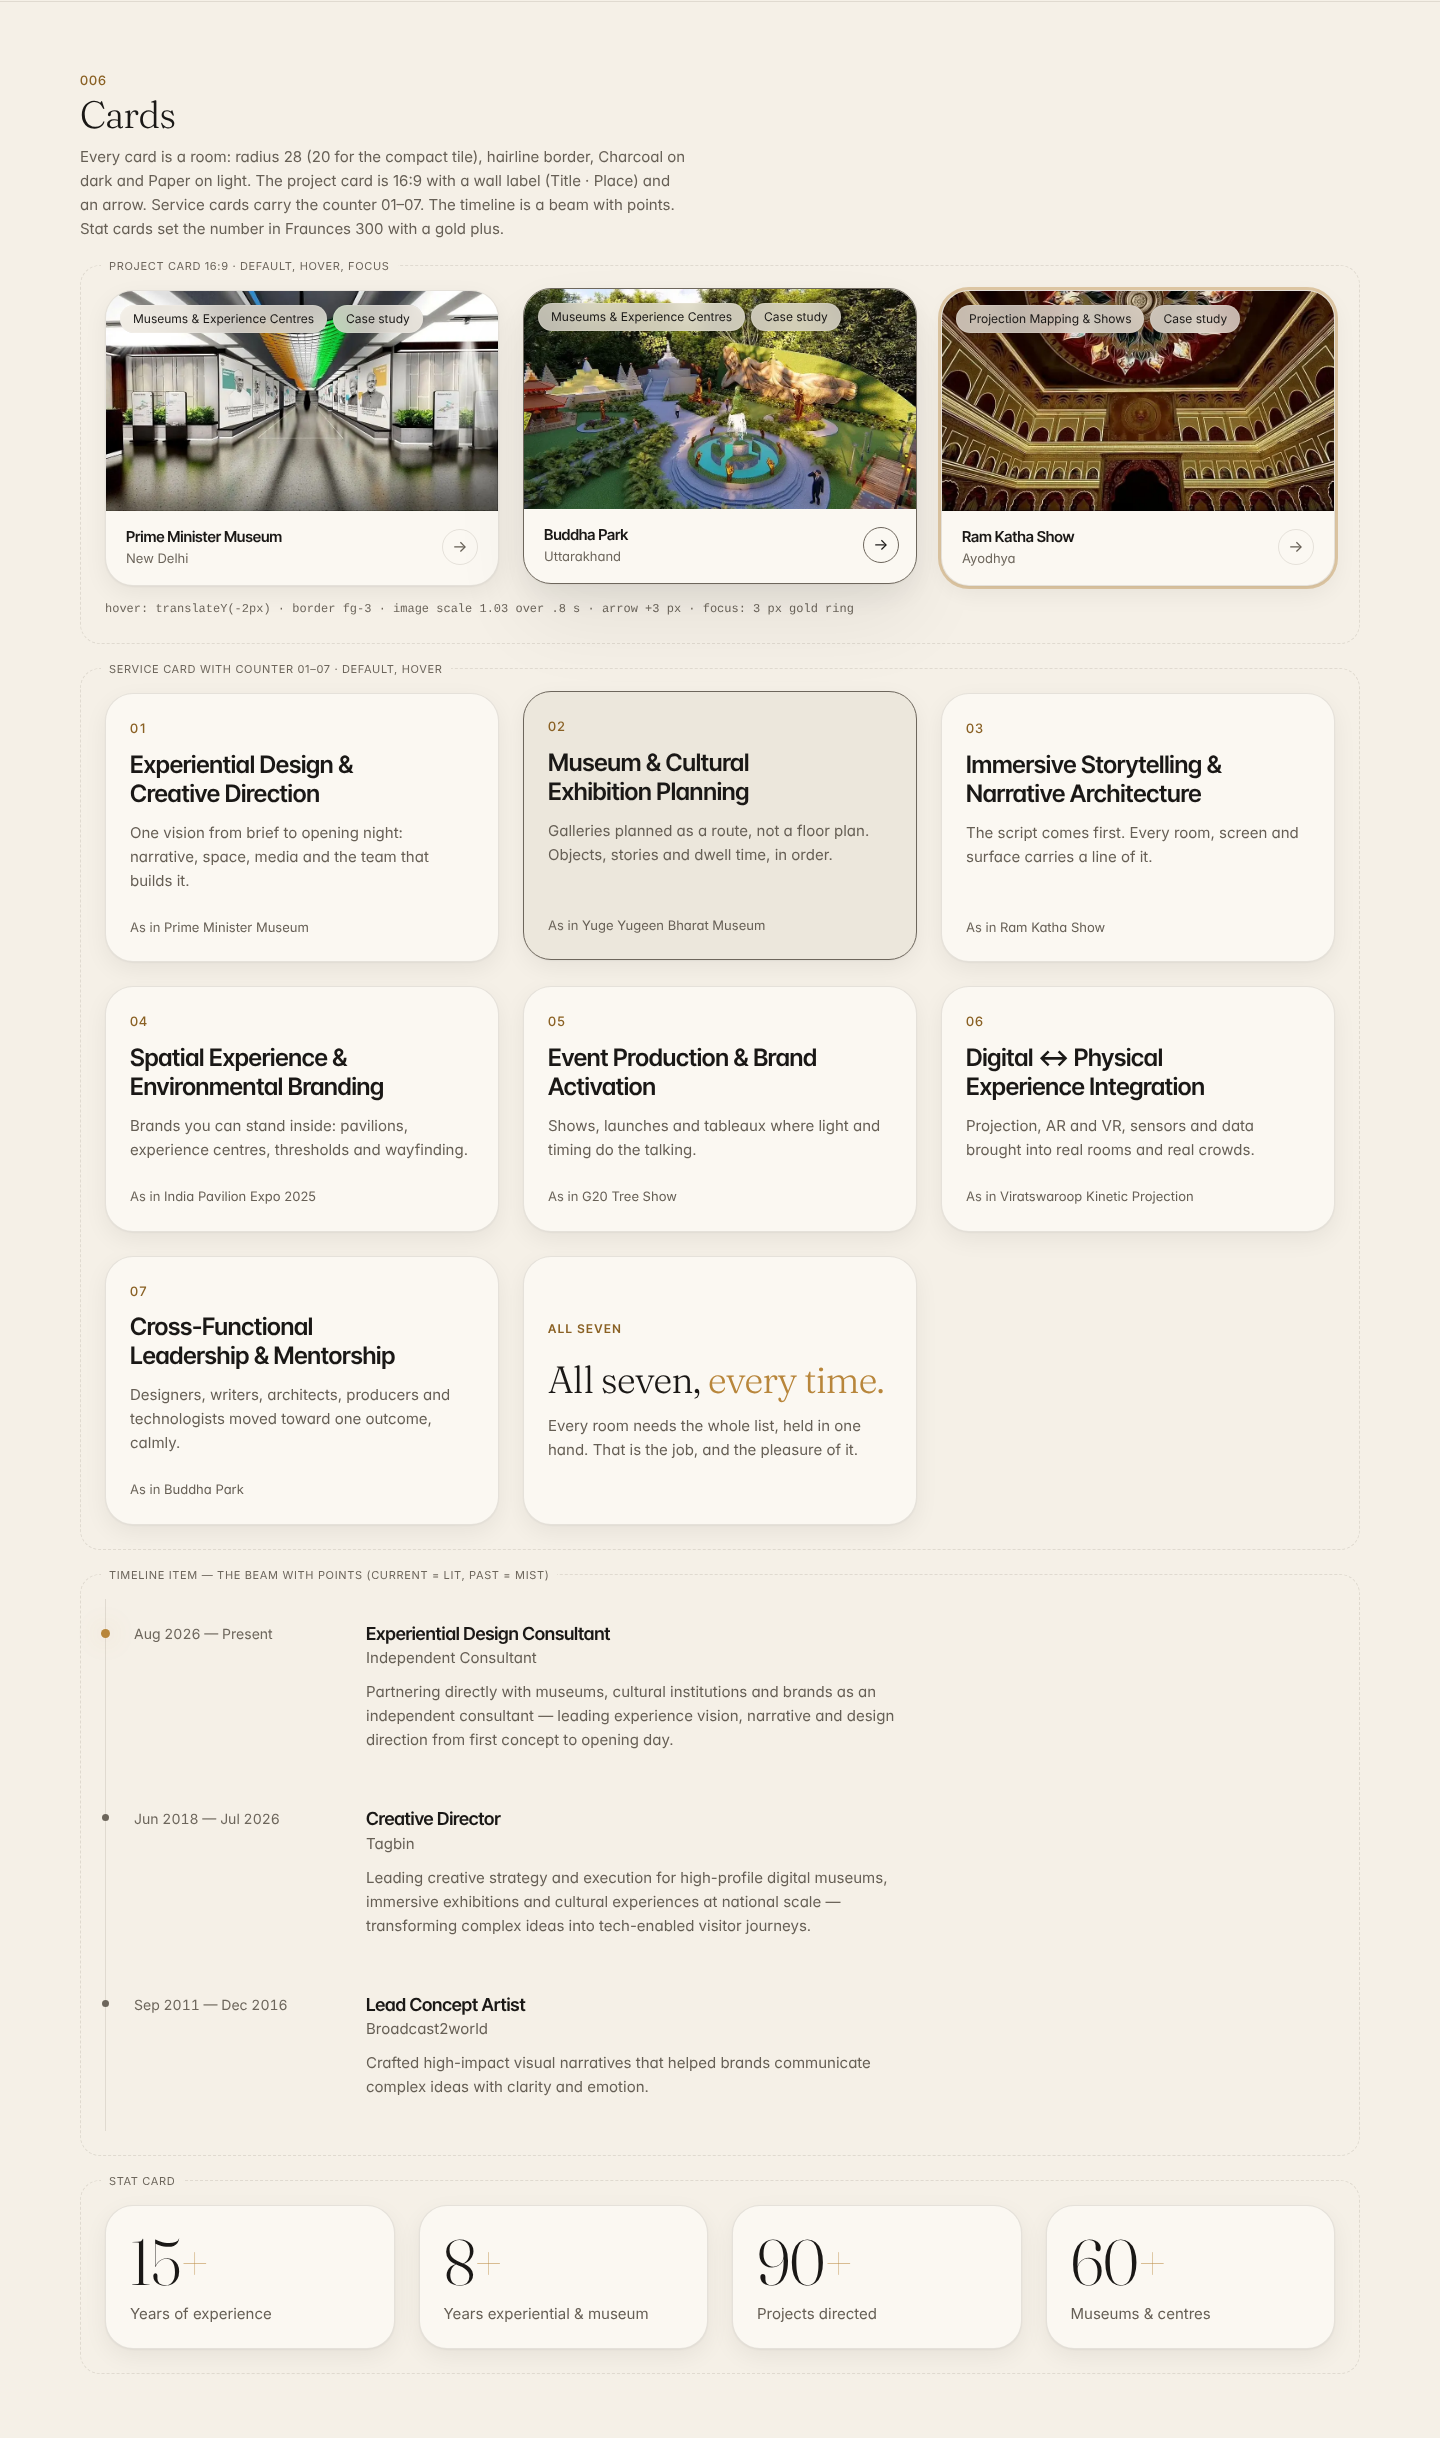 006
Cards
Every card is a room: radius 28 (20 for the compact tile), hairline border, Charcoal on
dark and Paper on light. The project card is 16:9 with a wall label (Title · Place) and
an arrow. Service cards carry the counter 01–07. The timeline is a beam with points.
Stat cards set the number in Fraunces 300 with a gold plus.
PROJECT CARD 16:9 · DEFAULT, HOVER, FOCUS
Museums & Experience Centres
Case study
Prime Minister Museum
New Delhi
→
Museums & Experience Centres
Case study
Buddha Park
Uttarakhand
→
Projection Mapping & Shows
Case study
Ram Katha Show
Ayodhya
→
hover: translateY(-2px) · border fg-3 · image scale 1.03 over .8 s · arrow +3 px · focus: 3 px gold ring
SERVICE CARD WITH COUNTER 01–07 · DEFAULT, HOVER
01
Experiential Design &
Creative Direction
One vision from brief to opening night:
narrative, space, media and the team that
builds it.
As in Prime Minister Museum
02
Museum & Cultural
Exhibition Planning
Galleries planned as a route, not a floor plan.
Objects, stories and dwell time, in order.
As in Yuge Yugeen Bharat Museum
03
Immersive Storytelling &
Narrative Architecture
The script comes first. Every room, screen and
surface carries a line of it.
As in Ram Katha Show
04
Spatial Experience &
Environmental Branding
Brands you can stand inside: pavilions,
experience centres, thresholds and wayfinding.
As in India Pavilion Expo 2025
05
Event Production & Brand
Activation
Shows, launches and tableaux where light and
timing do the talking.
As in G20 Tree Show
06
Digital ↔ Physical
Experience Integration
Projection, AR and VR, sensors and data
brought into real rooms and real crowds.
As in Viratswaroop Kinetic Projection
07
Cross-Functional
Leadership & Mentorship
Designers, writers, architects, producers and
technologists moved toward one outcome,
calmly.
As in Buddha Park
ALL SEVEN
All seven, every time.
Every room needs the whole list, held in one
hand. That is the job, and the pleasure of it.
TIMELINE ITEM — THE BEAM WITH POINTS (CURRENT = LIT, PAST = MIST)
Aug 2026 — Present
Experiential Design Consultant
Independent Consultant
Partnering directly with museums, cultural institutions and brands as an
independent consultant — leading experience vision, narrative and design
direction from first concept to opening day.
Jun 2018 — Jul 2026
Creative Director
Tagbin
Leading creative strategy and execution for high-profile digital museums,
immersive exhibitions and cultural experiences at national scale —
transforming complex ideas into tech-enabled visitor journeys.
Sep 2011 — Dec 2016
Lead Concept Artist
Broadcast2world
Crafted high-impact visual narratives that helped brands communicate
complex ideas with clarity and emotion.
STAT CARD
15+
Years of experience
8+
Years experiential & museum
90+
Projects directed
60+
Museums & centres